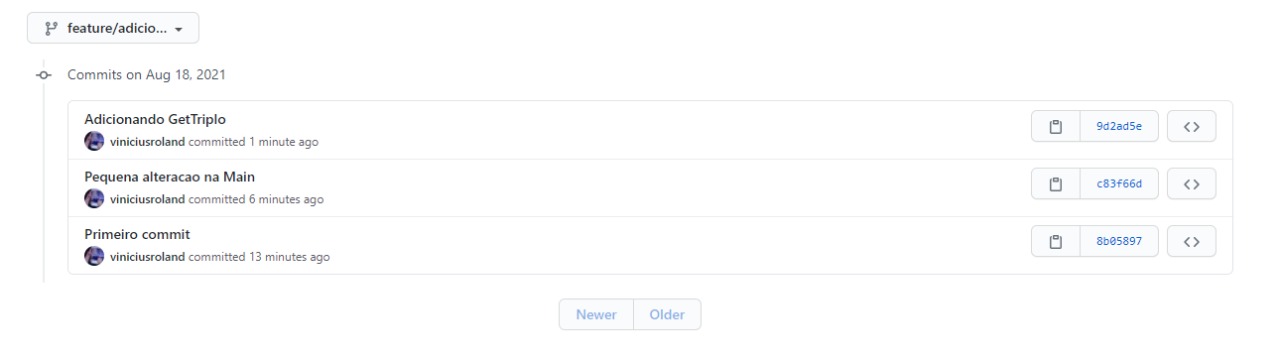 feature/adicio...
Commits on Aug 18, 2021
Adicionando GetTriplo
viniciusroland committed 1 minute ago
9d2ad5e
Pequena alteracao na Main
viniciusroland committed 6 minutes ago
c83f66d
Primeiro commit
viniciusroland committed 13 minutes ago
8b05897
Newer Older